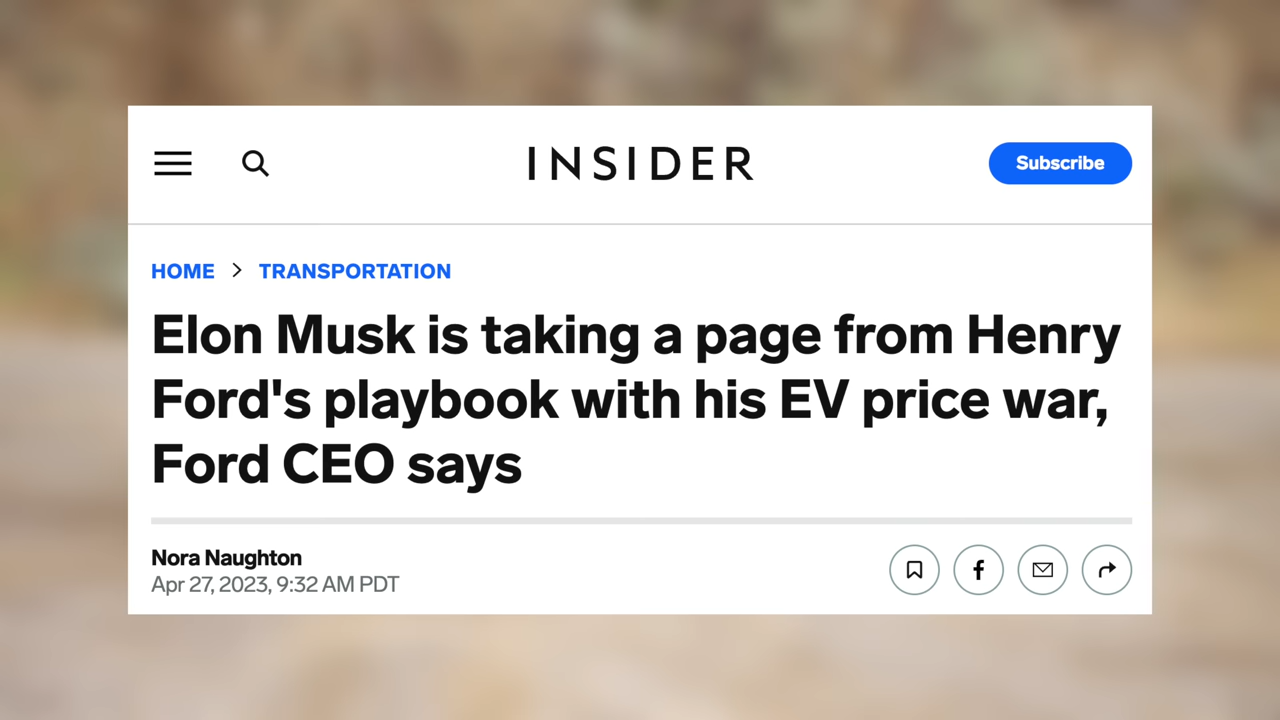 INSIDER
Subscribe
HOME > TRANSPORTATION
Elon Musk is taking a page from Henry
Ford's playbook with his EV price war,
Ford CEO says
Nora Naughton
Apr 27, 2023, 9:32 AM PDT